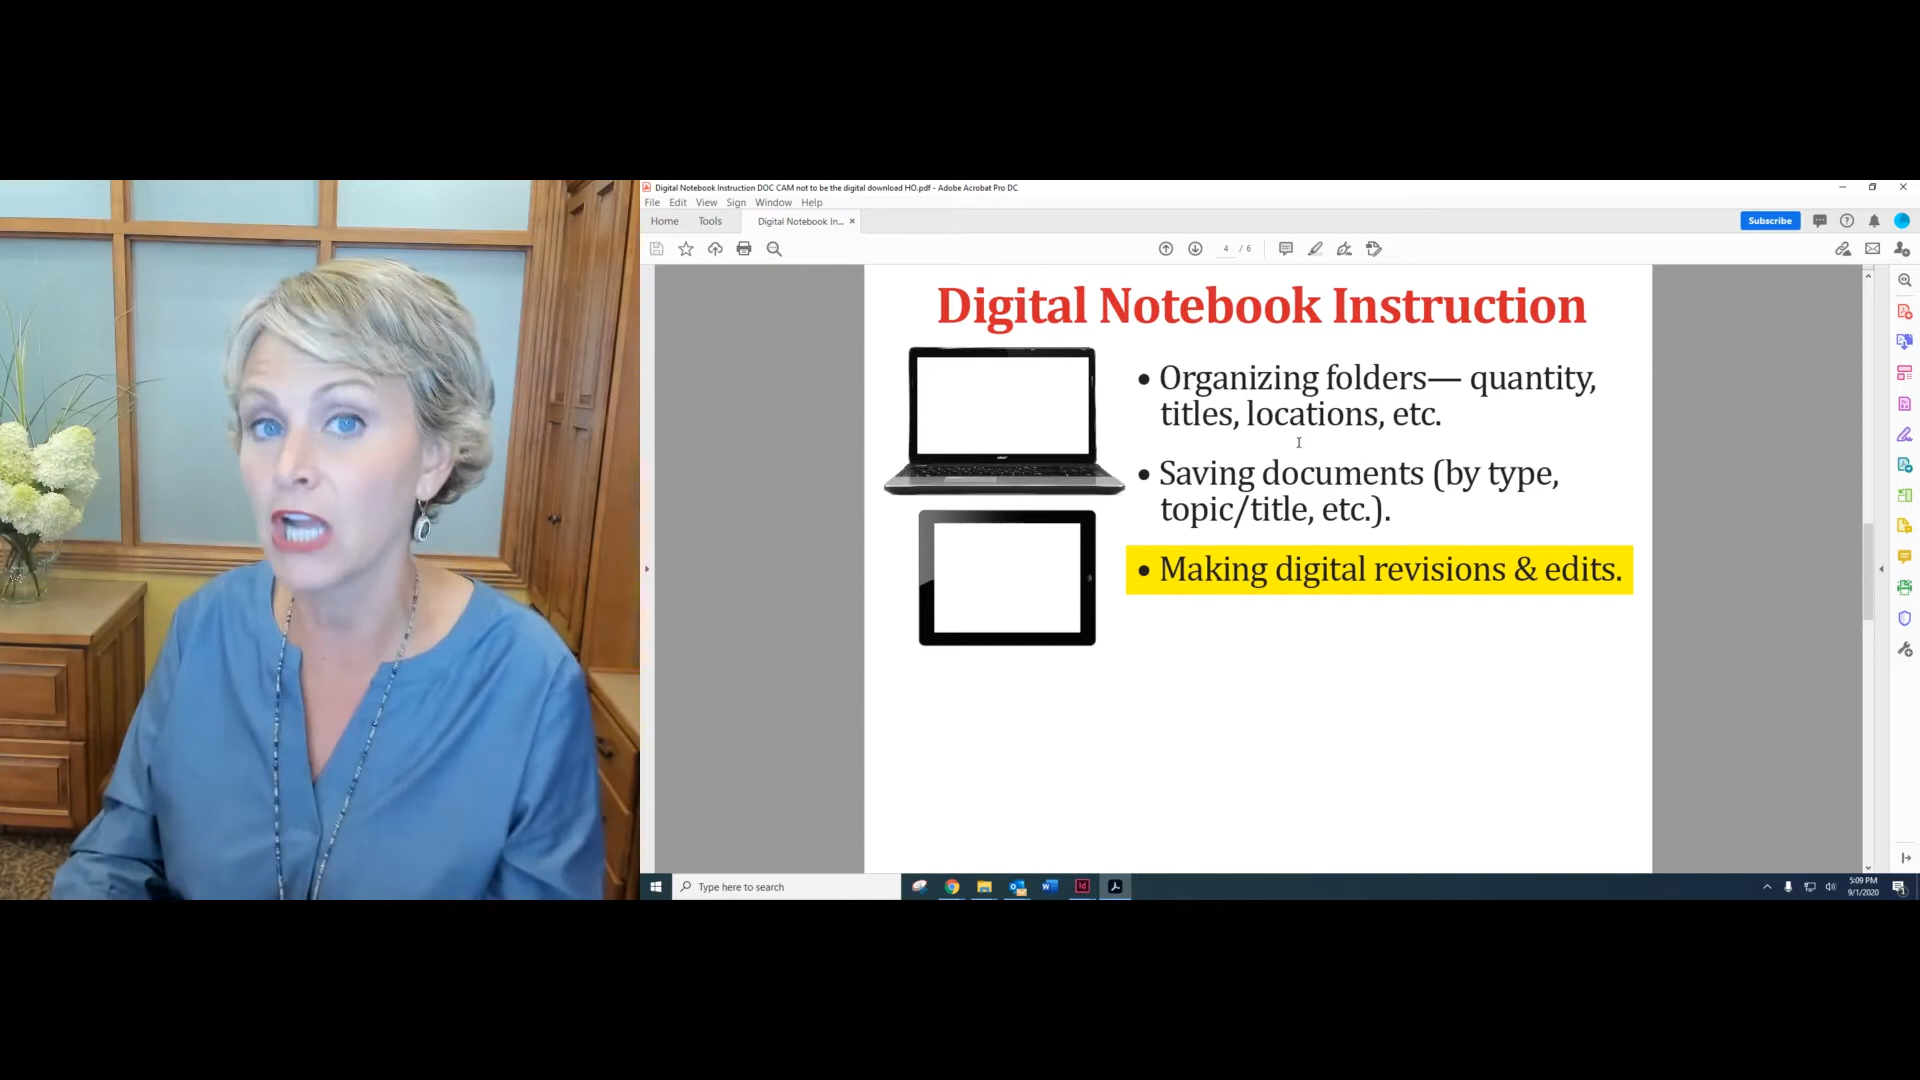 Digital Notebook Instruction DOC CAM not to be the digital download HO.pdf - Adobe Acrobat Pro DC
File Edit View Sign Window Help
Home Tools Digital Notebook In... ×
Subscribe
4 / 6
Digital Notebook Instruction
• Organizing folders— quantity,
titles, locations, etc.
• Saving documents (by type,
topic/title, etc.).
• Making digital revisions & edits.
Type here to search
5:09 PM
9/1/2020